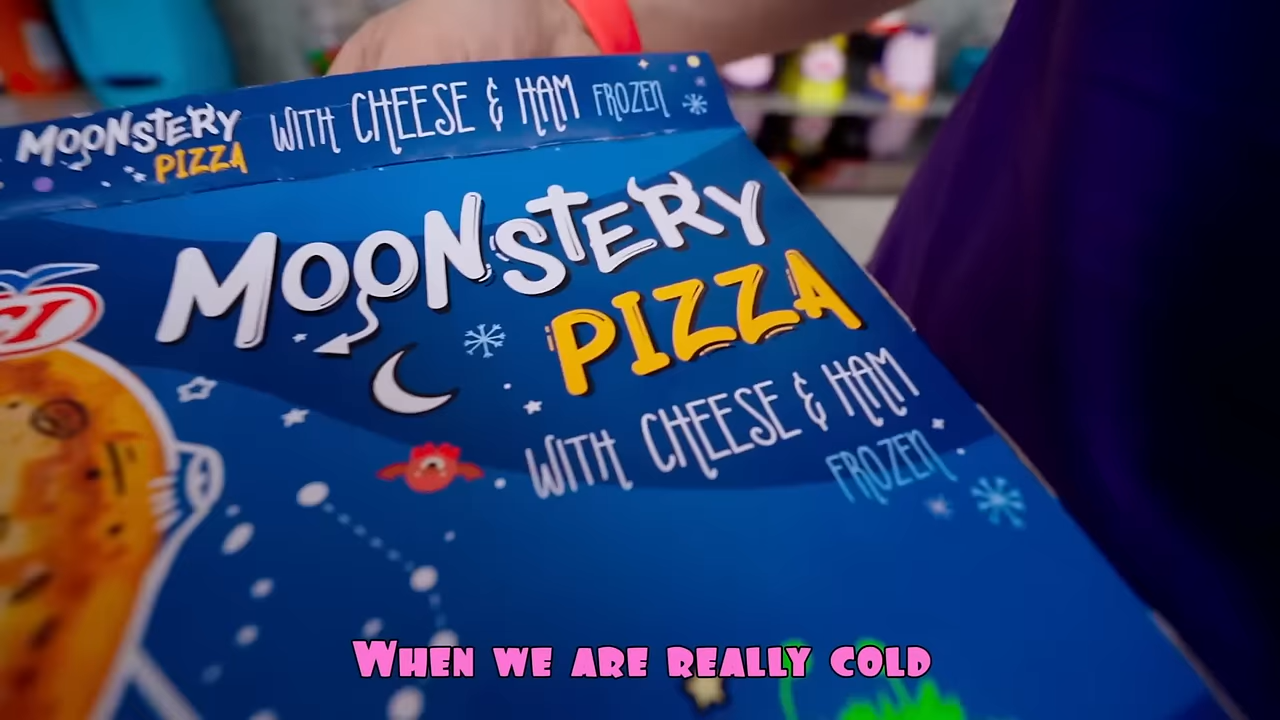 MOONSTERY
PIZZA
WITH CHEESE & HAM FROZEN
MOONSTERY
PIZZA
WITH CHEESE & HAM
FROZEN
WHEN WE ARE REALLY COLD